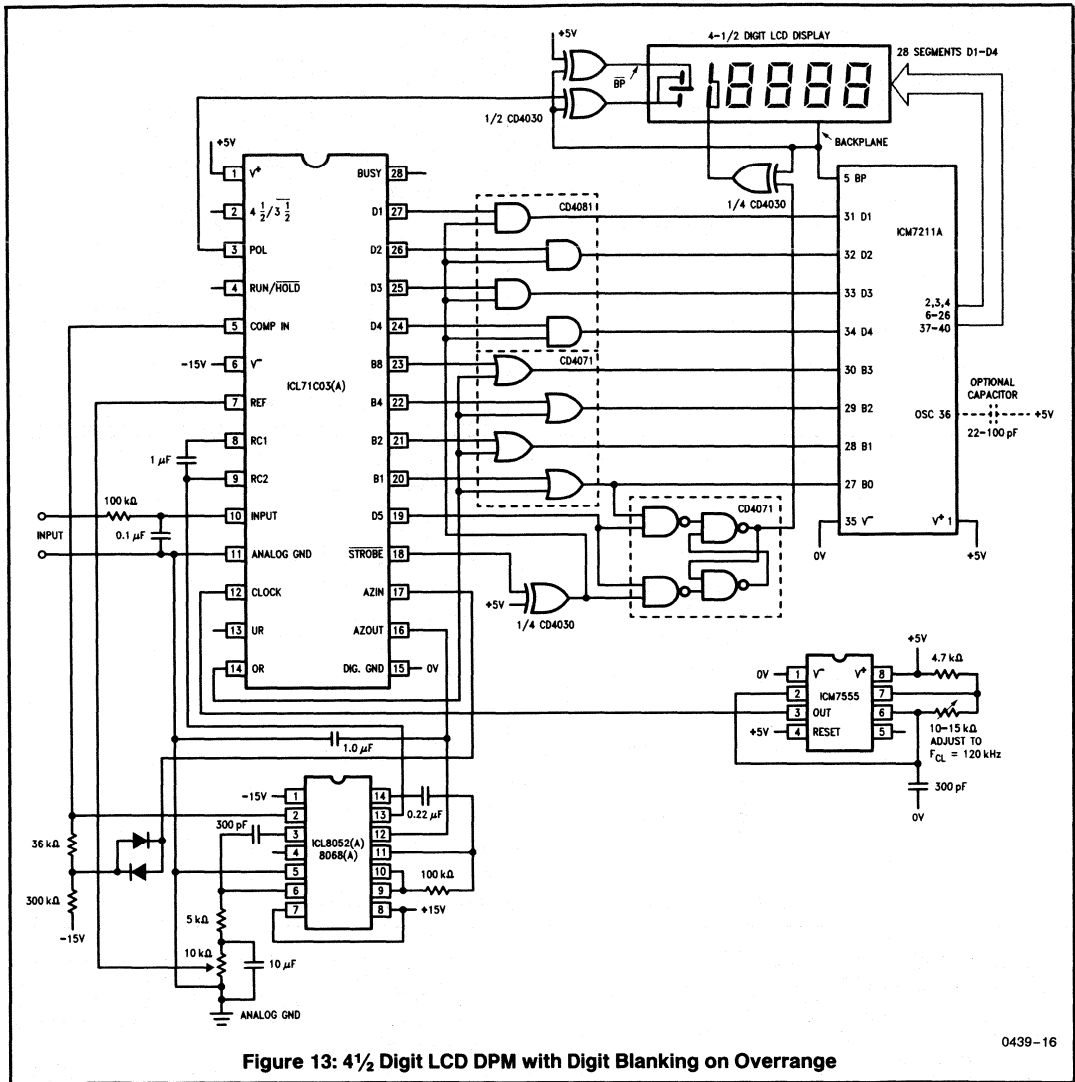 +5V
4-1/2 DIGIT LCD DISPLAY
28 SEGMENTS D1-D4
BP
1/2 CD4030
BACKPLANE
1/4 CD4030
+5V
1 V+
2 4 1/2/3 1/2
3 POL
4 RUN/HOLD
5 COMP IN
-15V 6 V-
7 REF
8 RC1
9 RC2
10 INPUT
11 ANALOG GND
12 CLOCK
13 UR
14 OR
ICL71C03(A)
BUSY 28
D1 27
D2 26
D3 25
D4 24
B8 23
B4 22
B2 21
B1 20
D5 19
STROBE 18
AZIN 17
AZOUT 16
DIG. GND 15 0V
1 μF
100 kΩ
INPUT
0.1 μF
CD4081
CD4071
CD4071
+5V
1/4 CD4030
5 BP
31 D1
ICM7211A
32 D2
33 D3
34 D4
30 B3
29 B2
28 B1
27 B0
35 V-
0V
2,3,4
6-26
37-40
OSC 36
V+ 1
+5V
OPTIONAL
CAPACITOR
+5V
22-100 pF
+5V
0V 1 V-
2
3 OUT
+5V 4 RESET
ICM7555
V+ 8
7
6
5
4.7 kΩ
10-15 kΩ
ADJUST TO
FCL = 120 kHz
300 pF
0V
1.0 μF
-15V 1
2
300 pF
3
4
5
6
7
ICL8052(A)
8068(A)
14
13
12
11
10
9
8 +15V
0.22 μF
100 kΩ
36 kΩ
300 kΩ
-15V
5 kΩ
10 kΩ
10 μF
ANALOG GND
0439-16
Figure 13: 4½ Digit LCD DPM with Digit Blanking on Overrange